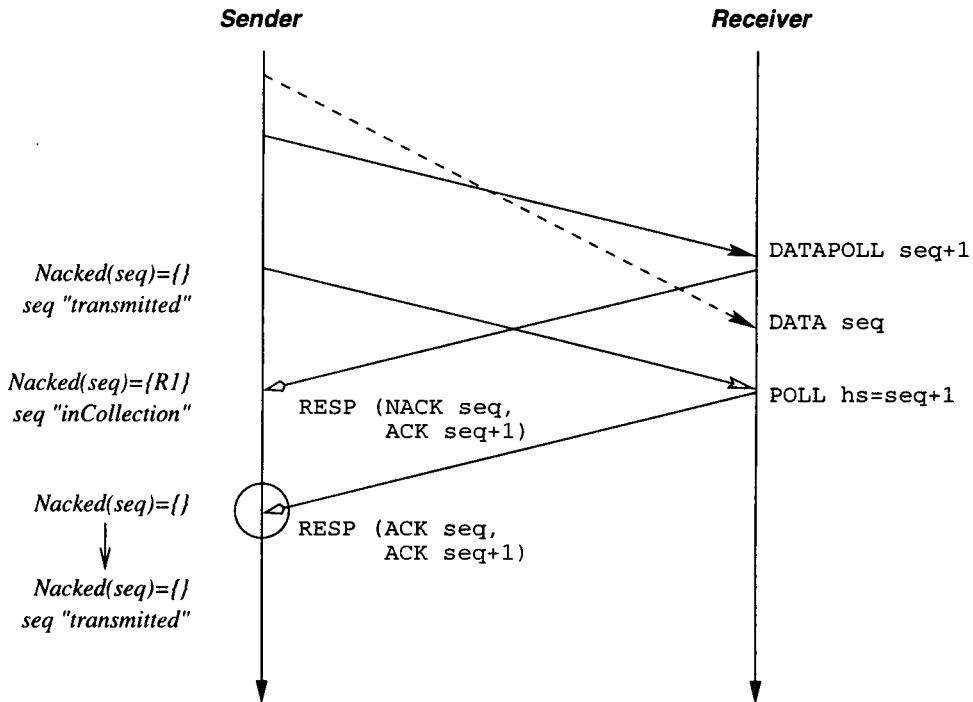 Sender
Receiver
DATAPOLL seq+1
Nacked(seq)={}
seq "transmitted"
DATA seq
Nacked(seq)={R1}
seq "inCollection"
RESP (NACK seq,
ACK seq+1)
POLL hs=seq+1
Nacked(seq)={}
RESP (ACK seq,
ACK seq+1)
Nacked(seq)={}
seq "transmitted"